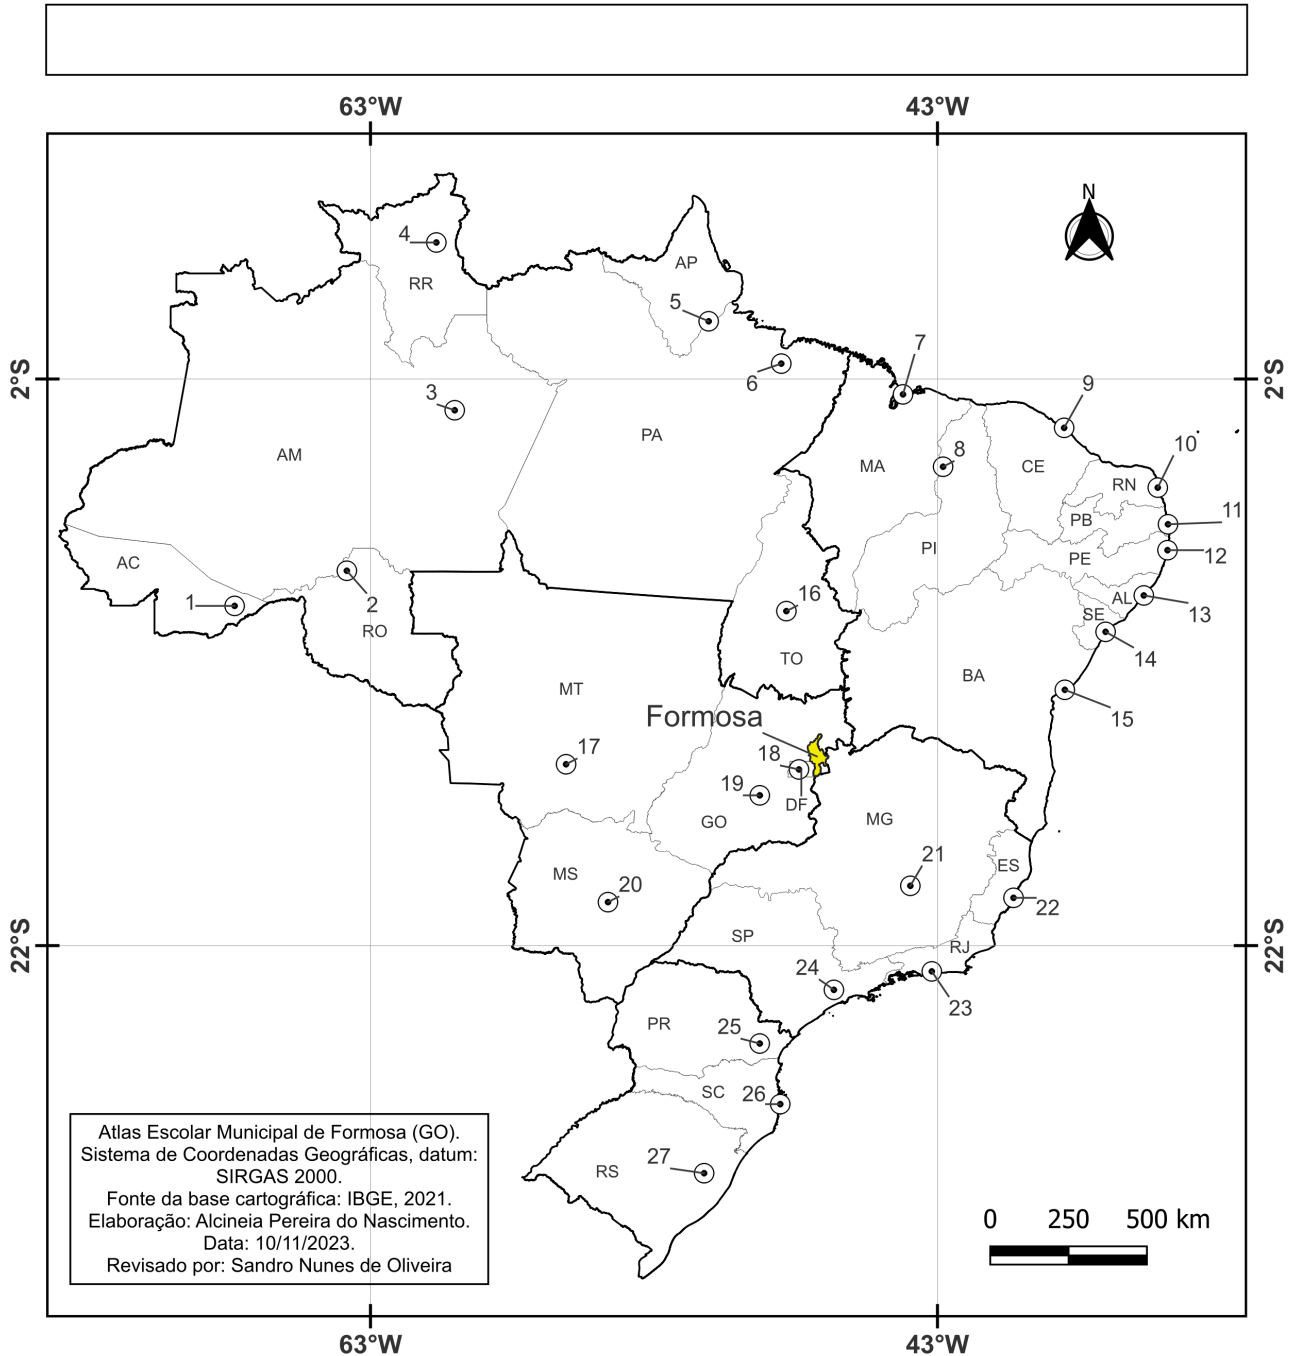 63°W
43°W
N
4
AP
RR
5
7
2°S
2°S
6
3
9
10
PA
8
AM
MA
CE
RN
11
PB
PI
12
AC
PE
16
1
2
AL
13
SE
RO
14
TO
BA
MT
15
Formosa
17
18
19
DF
GO
MG
21
ES
MS
20
22
SP
RJ
22°S
22°S
24
23
PR
25
SC
26
27
RS
Atlas Escolar Municipal de Formosa (GO).
Sistema de Coordenadas Geográficas, datum:
SIRGAS 2000.
Fonte da base cartográfica: IBGE, 2021.
Elaboração: Alcineia Pereira do Nascimento.
Data: 10/11/2023.
Revisado por: Sandro Nunes de Oliveira
0 250 500 km
63°W
43°W